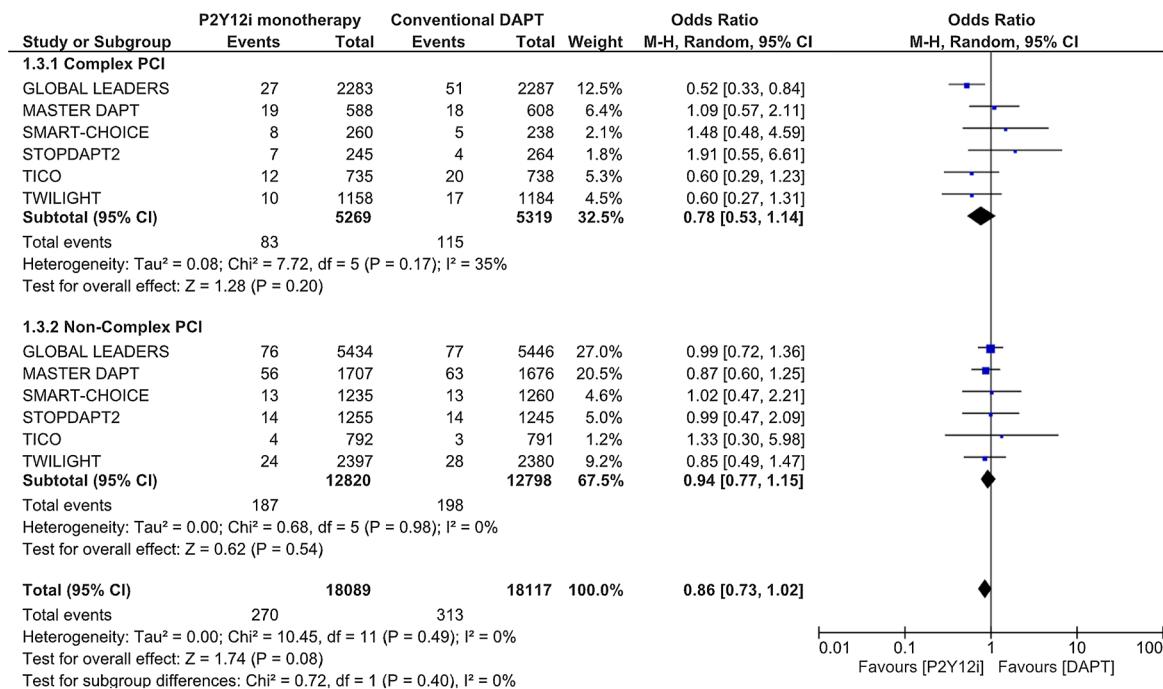 P2Y12i monotherapy Conventional DAPT Odds Ratio Odds Ratio
Study or Subgroup Events Total Events Total Weight M-H, Random, 95% CI M-H, Random, 95% CI
1.3.1 Complex PCI
GLOBAL LEADERS 27 2283 51 2287 12.5% 0.52 [0.33, 0.84]
MASTER DAPT 19 588 18 608 6.4% 1.09 [0.57, 2.11]
SMART-CHOICE 8 260 5 238 2.1% 1.48 [0.48, 4.59]
STOPDAPT2 7 245 4 264 1.8% 1.91 [0.55, 6.61]
TICO 12 735 20 738 5.3% 0.60 [0.29, 1.23]
TWILIGHT 10 1158 17 1184 4.5% 0.60 [0.27, 1.31]
Subtotal (95% CI) 5269 5319 32.5% 0.78 [0.53, 1.14]
Total events 83 115
Heterogeneity: Tau² = 0.08; Chi² = 7.72, df = 5 (P = 0.17); I² = 35%
Test for overall effect: Z = 1.28 (P = 0.20)
1.3.2 Non-Complex PCI
GLOBAL LEADERS 76 5434 77 5446 27.0% 0.99 [0.72, 1.36]
MASTER DAPT 56 1707 63 1676 20.5% 0.87 [0.60, 1.25]
SMART-CHOICE 13 1235 13 1260 4.6% 1.02 [0.47, 2.21]
STOPDAPT2 14 1255 14 1245 5.0% 0.99 [0.47, 2.09]
TICO 4 792 3 791 1.2% 1.33 [0.30, 5.98]
TWILIGHT 24 2397 28 2380 9.2% 0.85 [0.49, 1.47]
Subtotal (95% CI) 12820 12798 67.5% 0.94 [0.77, 1.15]
Total events 187 198
Heterogeneity: Tau² = 0.00; Chi² = 0.68, df = 5 (P = 0.98); I² = 0%
Test for overall effect: Z = 0.62 (P = 0.54)
Total (95% CI) 18089 18117 100.0% 0.86 [0.73, 1.02]
Total events 270 313
Heterogeneity: Tau² = 0.00; Chi² = 10.45, df = 11 (P = 0.49); I² = 0%
Test for overall effect: Z = 1.74 (P = 0.08)
Test for subgroup differences: Chi² = 0.72, df = 1 (P = 0.40), I² = 0%
0.01 0.1 1 10 100
Favours [P2Y12i] Favours [DAPT]